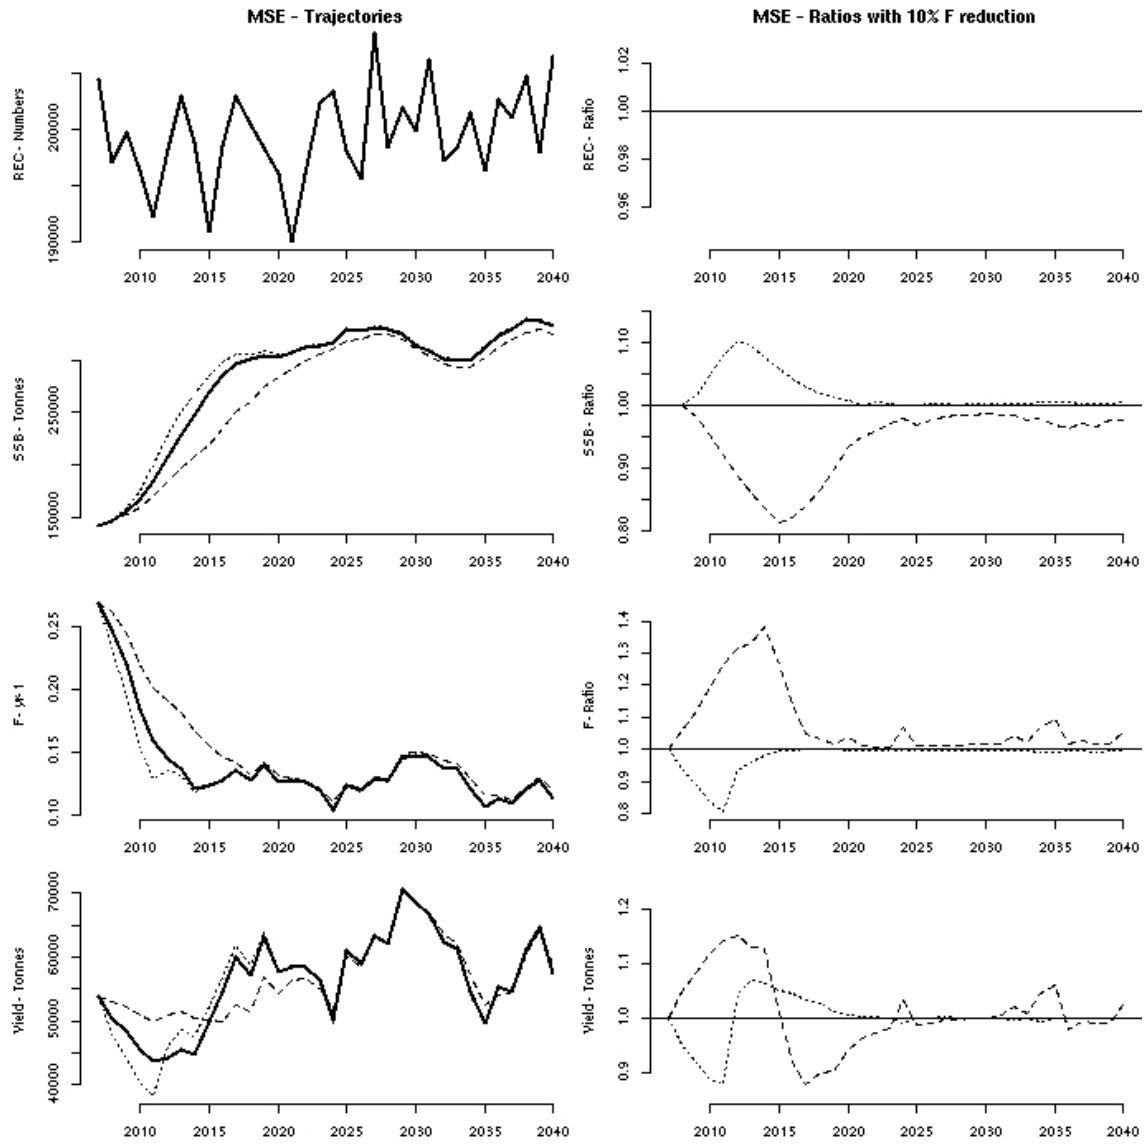 MSE - Trajectories
MSE - Ratios with 10% F reduction
REC - Numbers
190000 200000
2010 2015 2020 2025 2030 2035 2040
REC - Ratio
0.96 0.98 1.00 1.02
2010 2015 2020 2025 2030 2035 2040
SSB - Tonnes
150000 250000
2010 2015 2020 2025 2030 2035 2040
SSB - Ratio
0.80 0.90 1.00 1.10
2010 2015 2020 2025 2030 2035 2040
F - yr-1
0.10 0.15 0.20 0.25
2010 2015 2020 2025 2030 2035 2040
F - Ratio
0.8 0.9 1.0 1.1 1.2 1.3 1.4
2010 2015 2020 2025 2030 2035 2040
Yield - Tonnes
40000 50000 60000 70000
2010 2015 2020 2025 2030 2035 2040
Yield - Ratio
0.9 1.0 1.1 1.2
2010 2015 2020 2025 2030 2035 2040